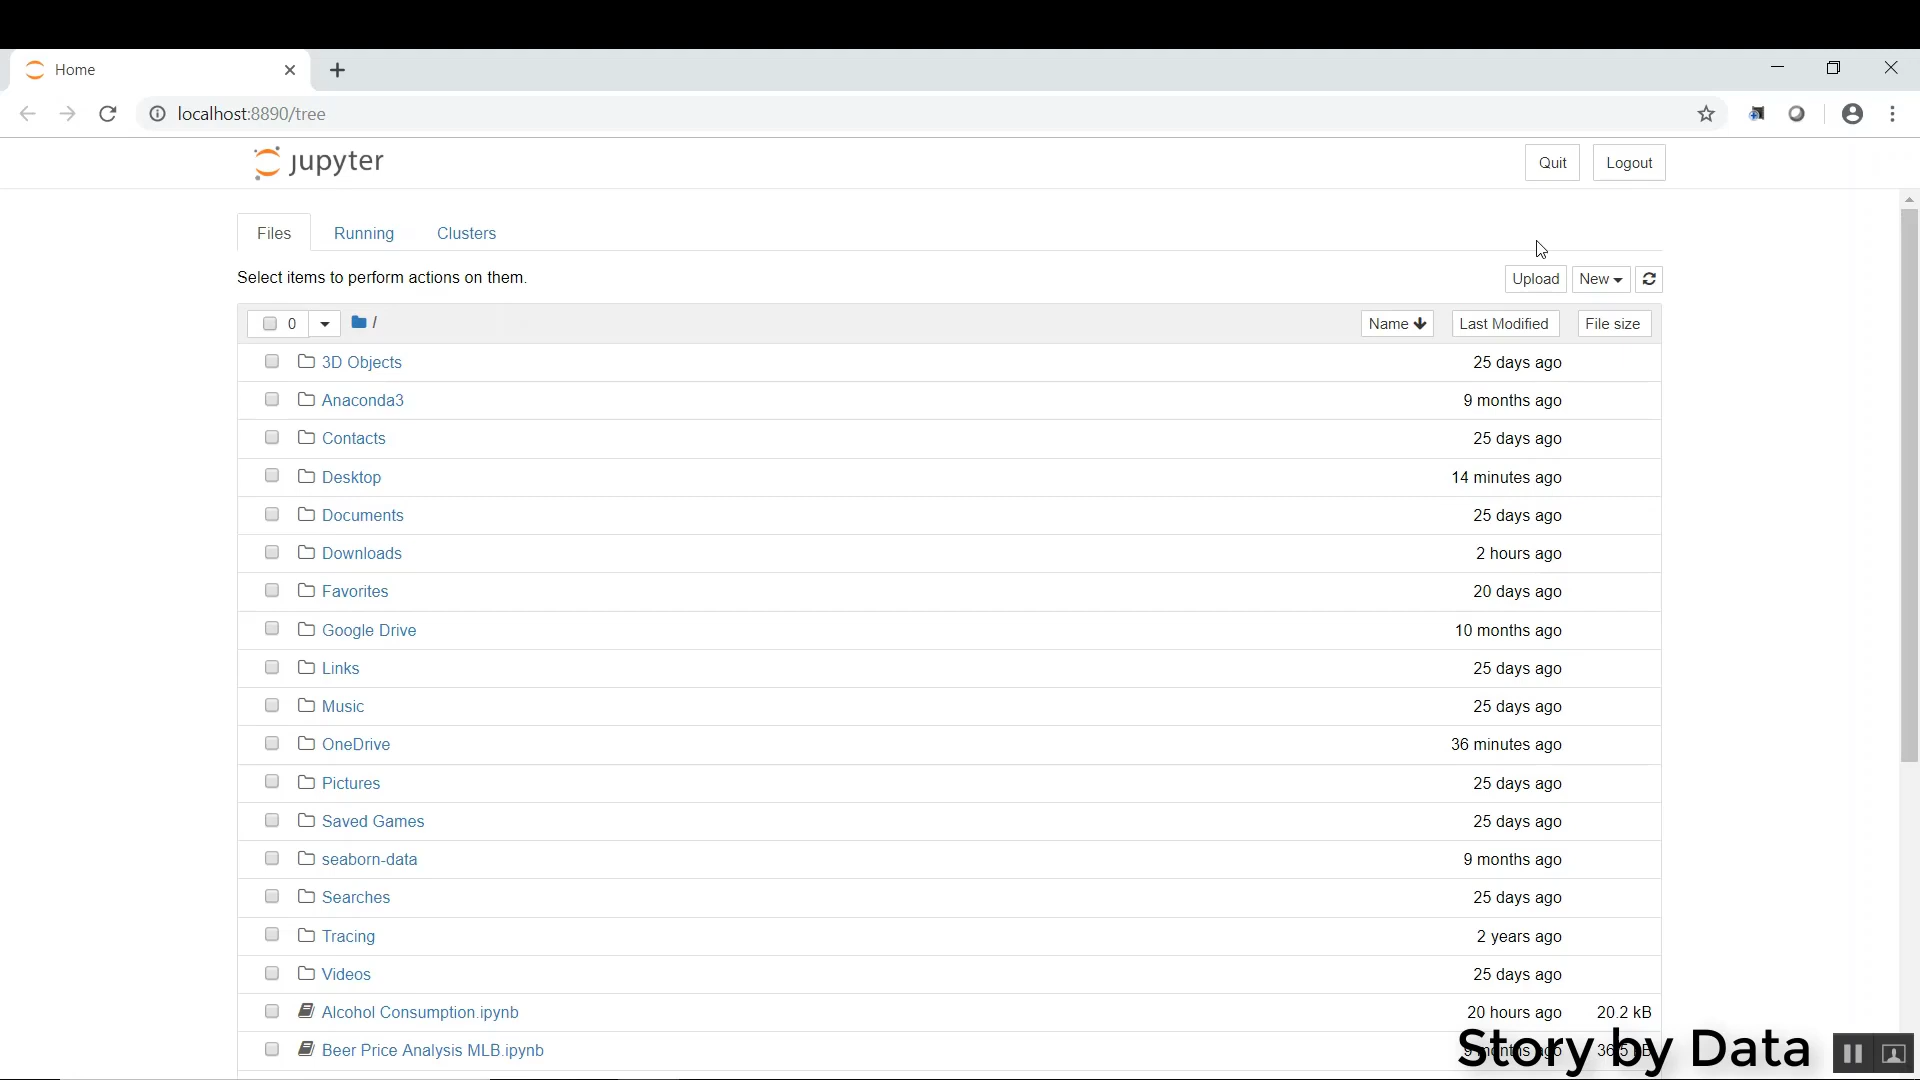 Home
localhost:8890/tree
jupyter
Quit Logout
Files Running Clusters
Select items to perform actions on them.
Upload New
0 / Name Last Modified File size
3D Objects 25 days ago
Anaconda3 9 months ago
Contacts 25 days ago
Desktop 14 minutes ago
Documents 25 days ago
Downloads 2 hours ago
Favorites 20 days ago
Google Drive 10 months ago
Links 25 days ago
Music 25 days ago
OneDrive 36 minutes ago
Pictures 25 days ago
Saved Games 25 days ago
seaborn-data 9 months ago
Searches 25 days ago
Tracing 2 years ago
Videos 25 days ago
Alcohol Consumption.ipynb 20 hours ago 20.2 kB
Beer Price Analysis MLB.ipynb 9 months ago
Story by Data